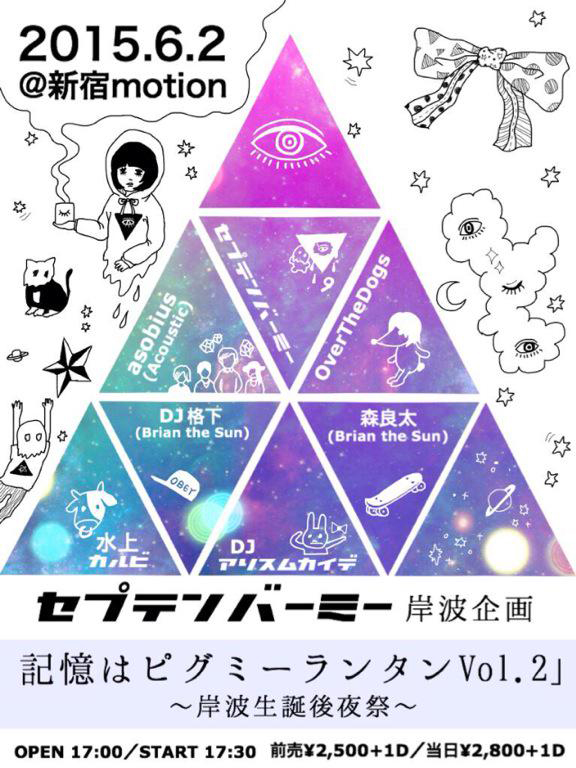 2015.6.2
@新宿motion
セプテンバーミー
9
asobius
(Acoustic)
OverTheDogs
DJ 格下
(Brian the Sun)
森良太
(Brian the Sun)
OBEY
水上
カルビ
DJ
アリスムカイデ
セプテンバーミー 岸波企画
記憶はピグミーランタンVol.2」
～岸波生誕後夜祭～
OPEN 17:00／START 17:30 前売¥2,500+1D／当日¥2,800+1D